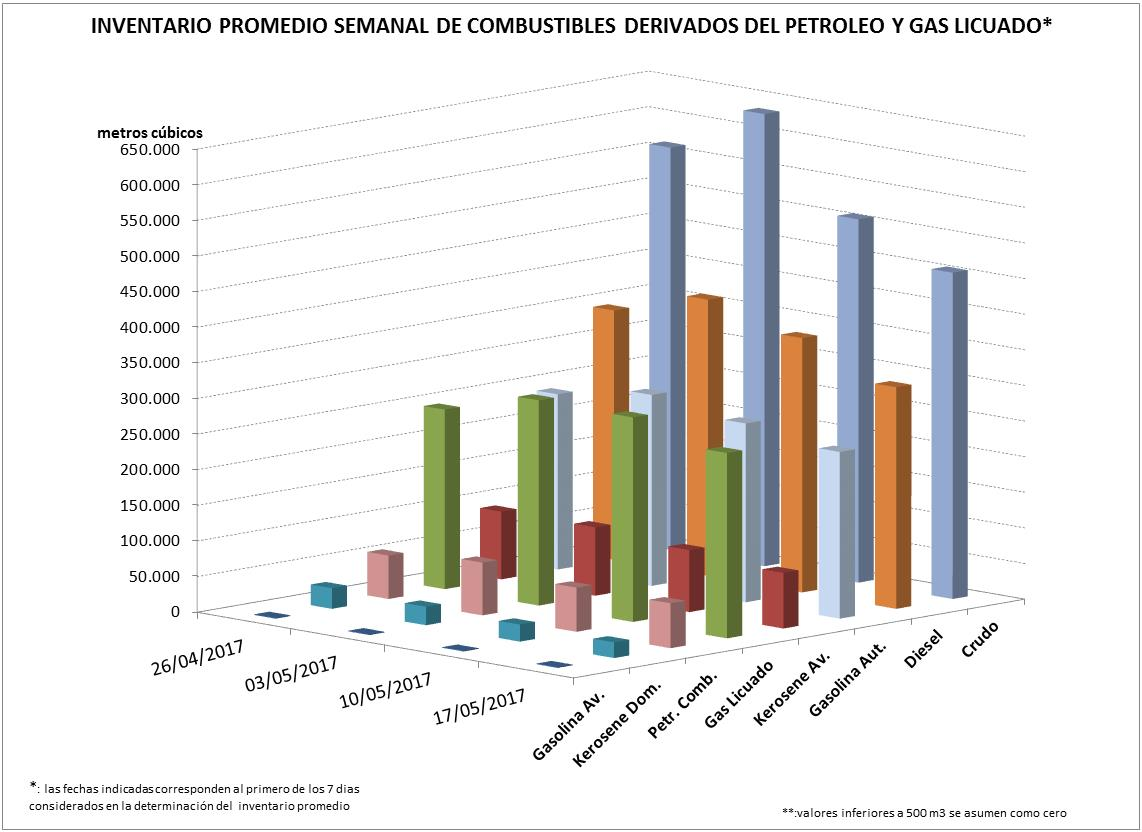 INVENTARIO PROMEDIO SEMANAL DE COMBUSTIBLES DERIVADOS DEL PETROLEO Y GAS LICUADO*
metros cúbicos
650.000
600.000
550.000
500.000
450.000
400.000
350.000
300.000
250.000
200.000
150.000
100.000
50.000
0
26/04/2017
03/05/2017
10/05/2017
17/05/2017
Gasolina Av.
Kerosene Dom.
Petr. Comb.
Gas Licuado
Kerosene Av.
Gasolina Aut.
Diesel
Crudo
*: las fechas indicadas corresponden al primero de los 7 dias
considerados en la determinación del inventario promedio
**:valores inferiores a 500 m3 se asumen como cero